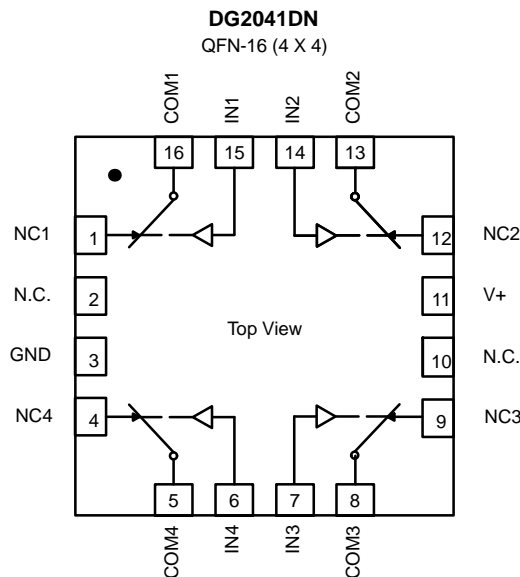 DG2041DN
QFN-16 (4 X 4)
COM1 IN1 IN2 COM2
16 15 14 13
NC1 1 12 NC2
N.C. 2 11 V+
Top View
GND 3 10 N.C.
NC4 4 9 NC3
5 6 7 8
COM4 IN4 IN3 COM3